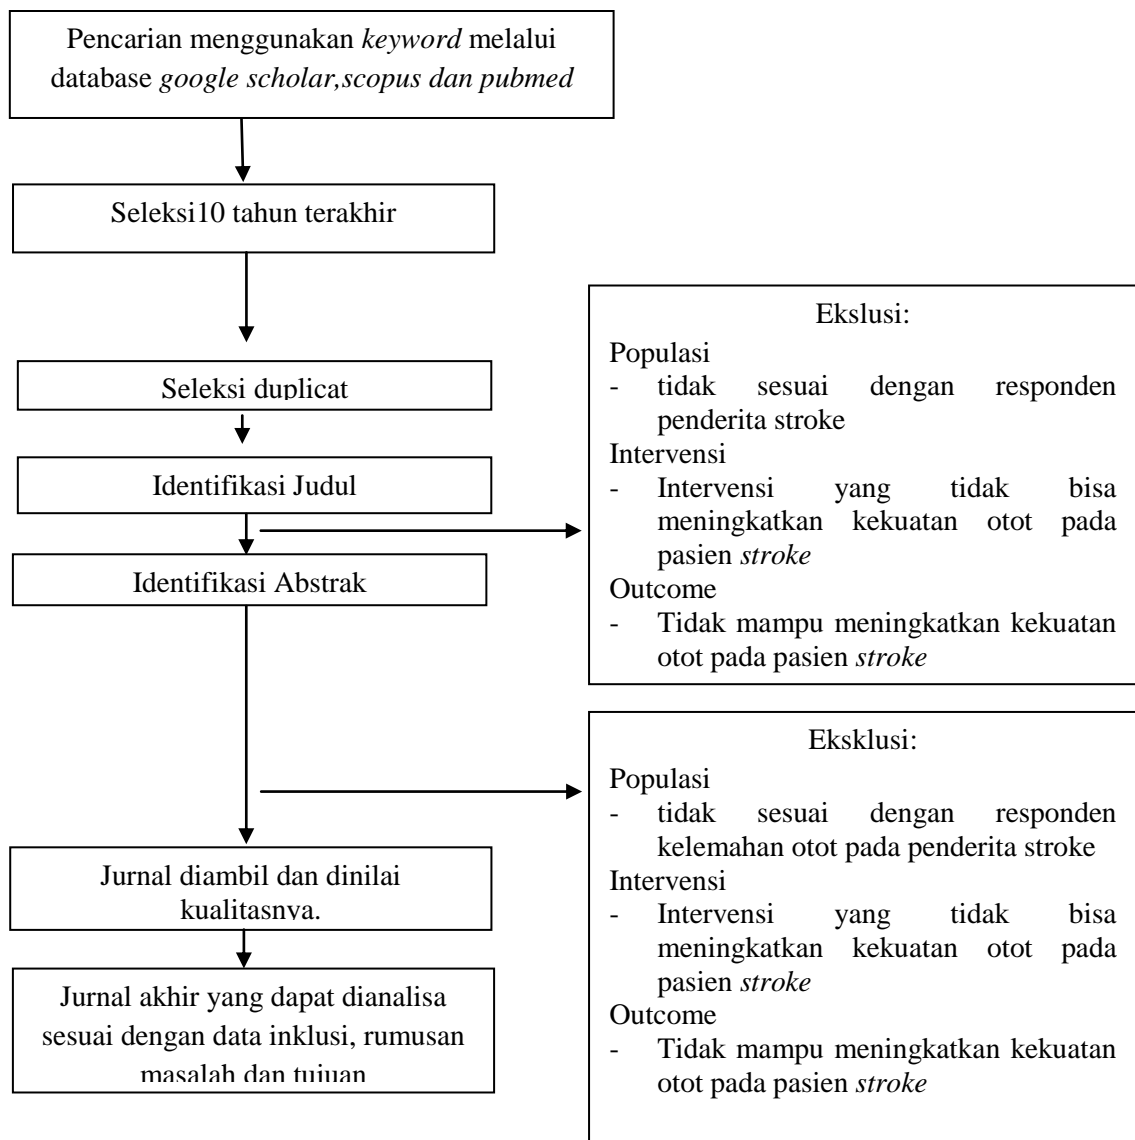 Pencarian menggunakan keyword melalui
database google scholar,scopus dan pubmed
Seleksi10 tahun terakhir
Seleksi duplicat
Identifikasi Judul
Identifikasi Abstrak
Ekslusi:
Populasi
- tidak sesuai dengan responden
penderita stroke
Intervensi
- Intervensi yang tidak bisa
meningkatkan kekuatan otot pada
pasien stroke
Outcome
- Tidak mampu meningkatkan kekuatan
otot pada pasien stroke
Eksklusi:
Populasi
- tidak sesuai dengan responden
kelemahan otot pada penderita stroke
Intervensi
- Intervensi yang tidak bisa
meningkatkan kekuatan otot pada
pasien stroke
Outcome
- Tidak mampu meningkatkan kekuatan
otot pada pasien stroke
Jurnal diambil dan dinilai
kualitasnya.
Jurnal akhir yang dapat dianalisa
sesuai dengan data inklusi, rumusan
masalah dan tujuan